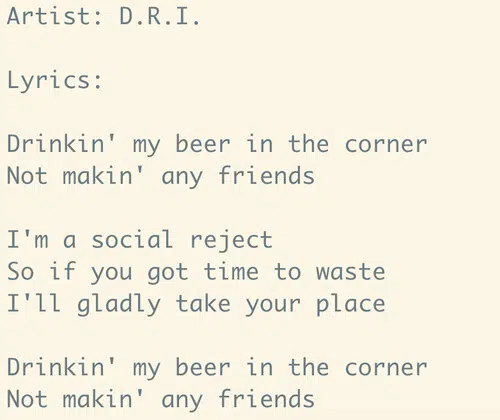 Artist: D.R.I.
Lyrics:
Drinkin' my beer in the corner
Not makin' any friends
I'm a social reject
So if you got time to waste
I'll gladly take your place
Drinkin' my beer in the corner
Not makin' any friends